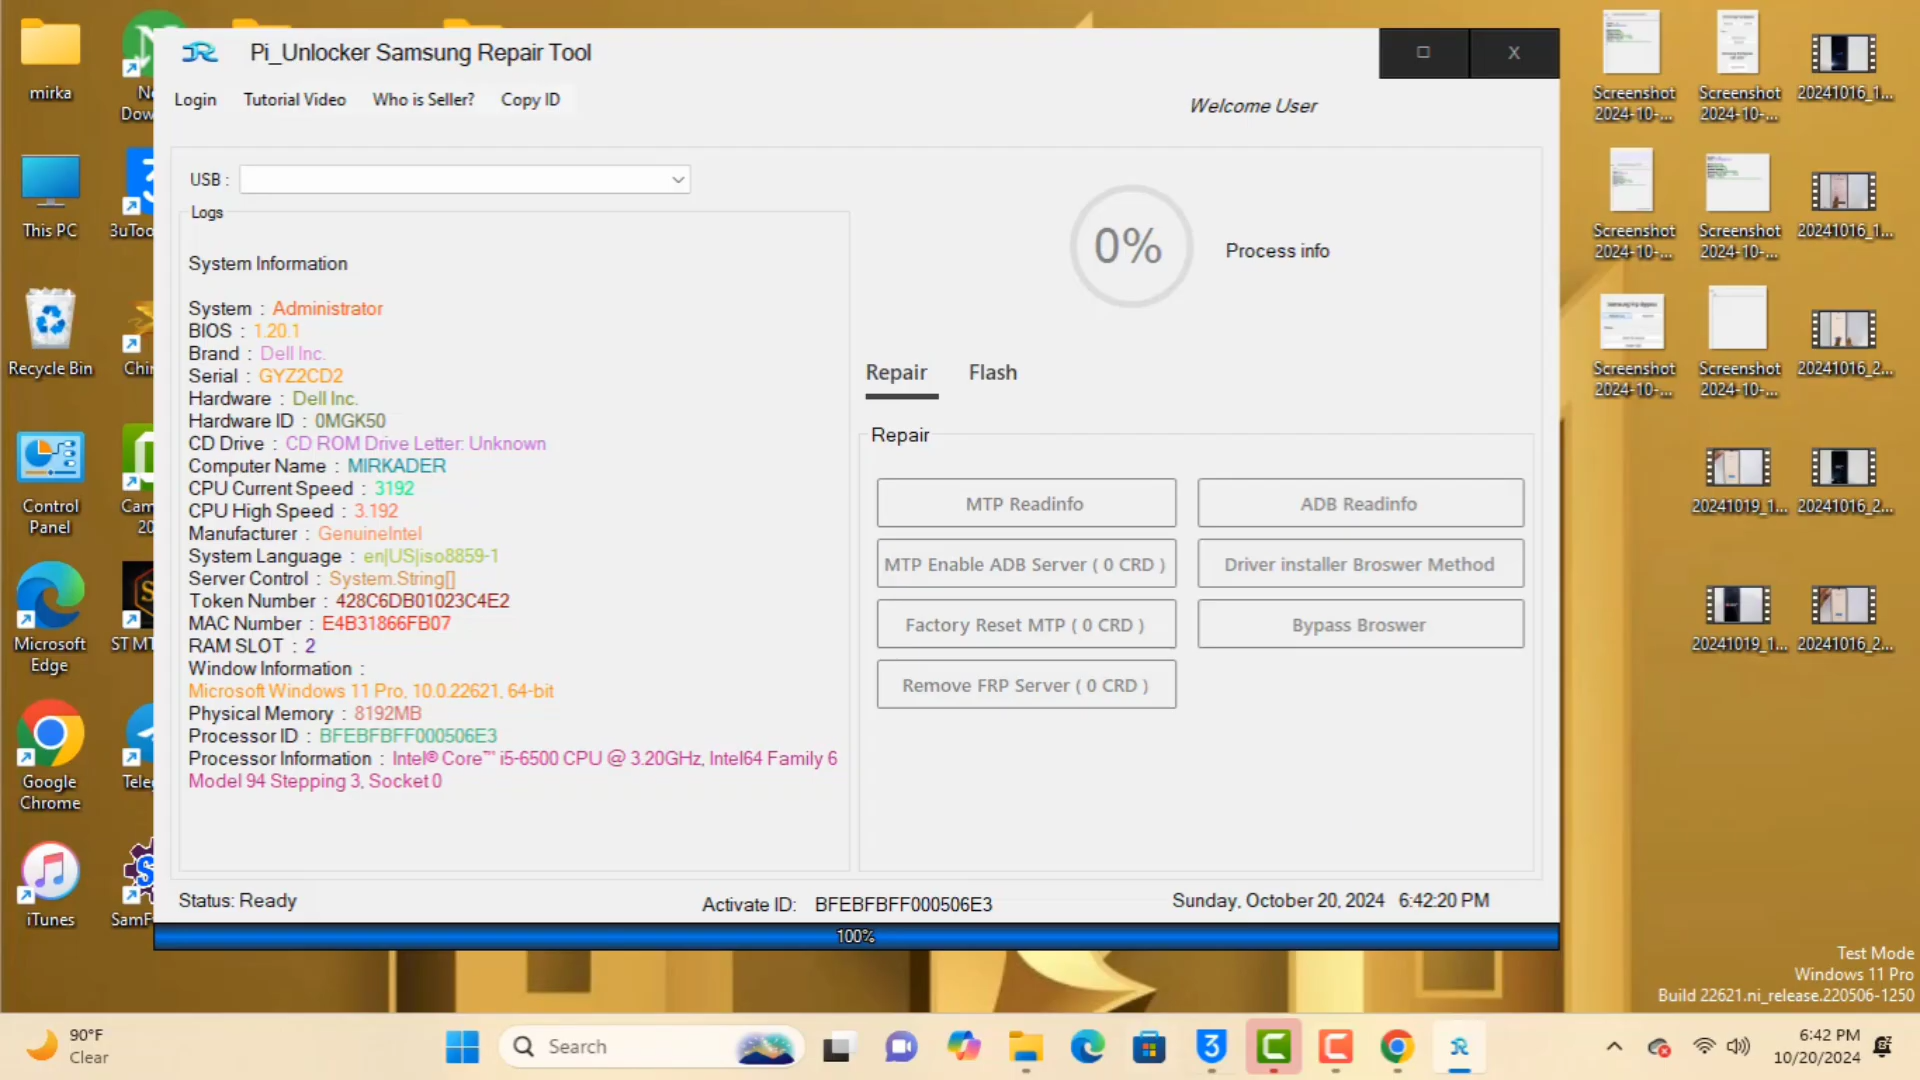 mirka
This PC
Recycle Bin
Control
Panel
Microsoft
Edge
Google
Chrome
iTunes
Pi_Unlocker Samsung Repair Tool
X
Login
Tutorial Video
Who is Seller?
Copy ID
Welcome User
USB :
Logs
System Information
System : Administrator
BIOS : 1.20.1
Brand : Dell Inc.
Serial : GYZ2CD2
Hardware : Dell Inc.
Hardware ID : 0MGK50
CD Drive : CD ROM Drive Letter: Unknown
Computer Name : MIRKADER
CPU Current Speed : 3192
CPU High Speed : 3.192
Manufacturer : GenuineIntel
System Language : en|US|iso8859-1
Server Control : System.String[]
Token Number : 428C6DB01023C4E2
MAC Number : E4B31866FB07
RAM SLOT : 2
Window Information :
Microsoft Windows 11 Pro, 10.0.22621, 64-bit
Physical Memory : 8192MB
Processor ID : BFEBFBFF000506E3
Processor Information : Intel® Core™ i5-6500 CPU @ 3.20GHz, Intel64 Family 6
Model 94 Stepping 3, Socket 0
0%
Process info
Repair
Flash
Repair
MTP Readinfo
ADB Readinfo
MTP Enable ADB Server ( 0 CRD )
Driver installer Broswer Method
Factory Reset MTP ( 0 CRD )
Bypass Broswer
Remove FRP Server ( 0 CRD )
Status: Ready
Activate ID: BFEBFBFF000506E3
Sunday, October 20, 2024 6:42:20 PM
100%
Screenshot
2024-10-...
Screenshot
2024-10-...
20241016_1...
Screenshot
2024-10-...
Screenshot
2024-10-...
20241016_1...
Screenshot
2024-10-...
Screenshot
2024-10-...
20241016_2...
20241019_1...
20241016_2...
20241019_1...
20241016_2...
Test Mode
Windows 11 Pro
Build 22621.ni_release.220506-1250
90°F
Clear
Search
6:42 PM
10/20/2024